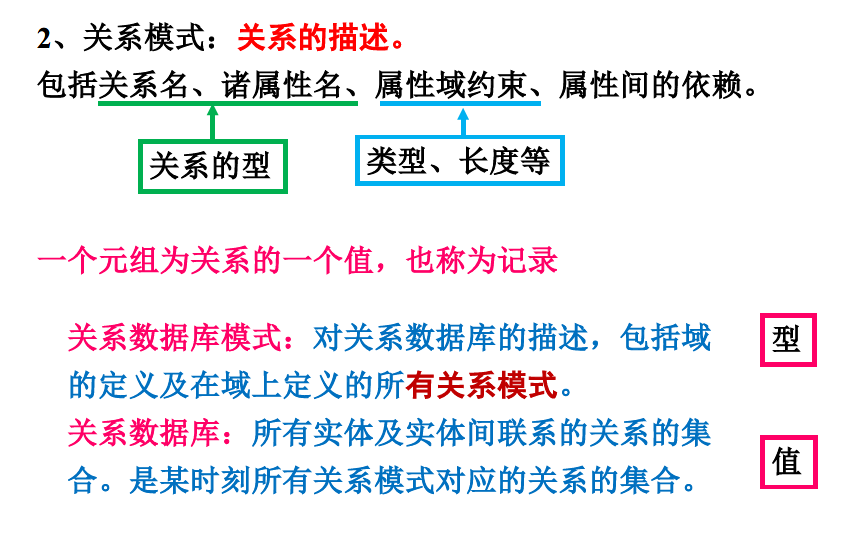 2、关系模式：关系的描述。
包括关系名、诸属性名、属性域约束、属性间的依赖。
关系的型
类型、长度等
一个元组为关系的一个值，也称为记录
关系数据库模式：对关系数据库的描述，包括域
的定义及在域上定义的所有关系模式。
型
关系数据库：所有实体及实体间联系的关系的集
合。是某时刻所有关系模式对应的关系的集合。
值